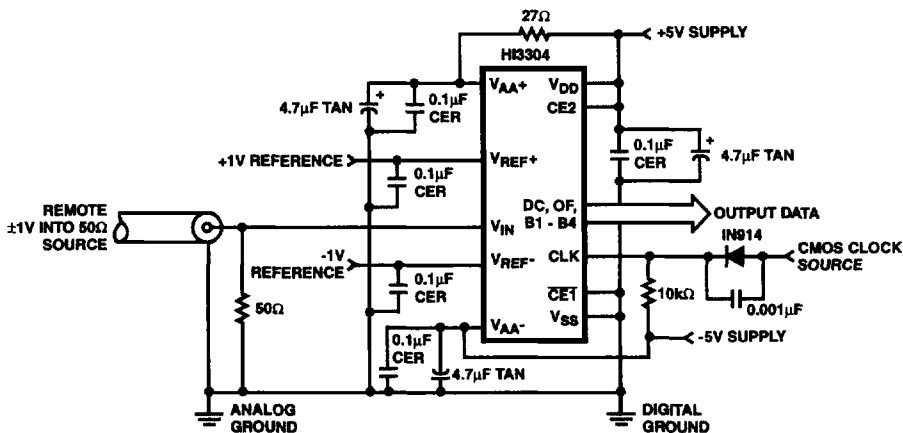 27Ω
+5V SUPPLY
HI3304
VAA+
VDD
CE2
4.7µF TAN
+
0.1µF
CER
0.1µF
CER
+
4.7µF TAN
+1V REFERENCE
VREF+
0.1µF
CER
DC, OF,
B1 - B4
OUTPUT DATA
REMOTE
±1V INTO 50Ω
SOURCE
VIN
IN914
-1V
REFERENCE
VREF-
CLK
CMOS CLOCK
SOURCE
0.1µF
CER
50Ω
CE1
10kΩ
0.001µF
VSS
VAA-
-5V SUPPLY
0.1µF
CER
4.7µF TAN
ANALOG
GROUND
DIGITAL
GROUND